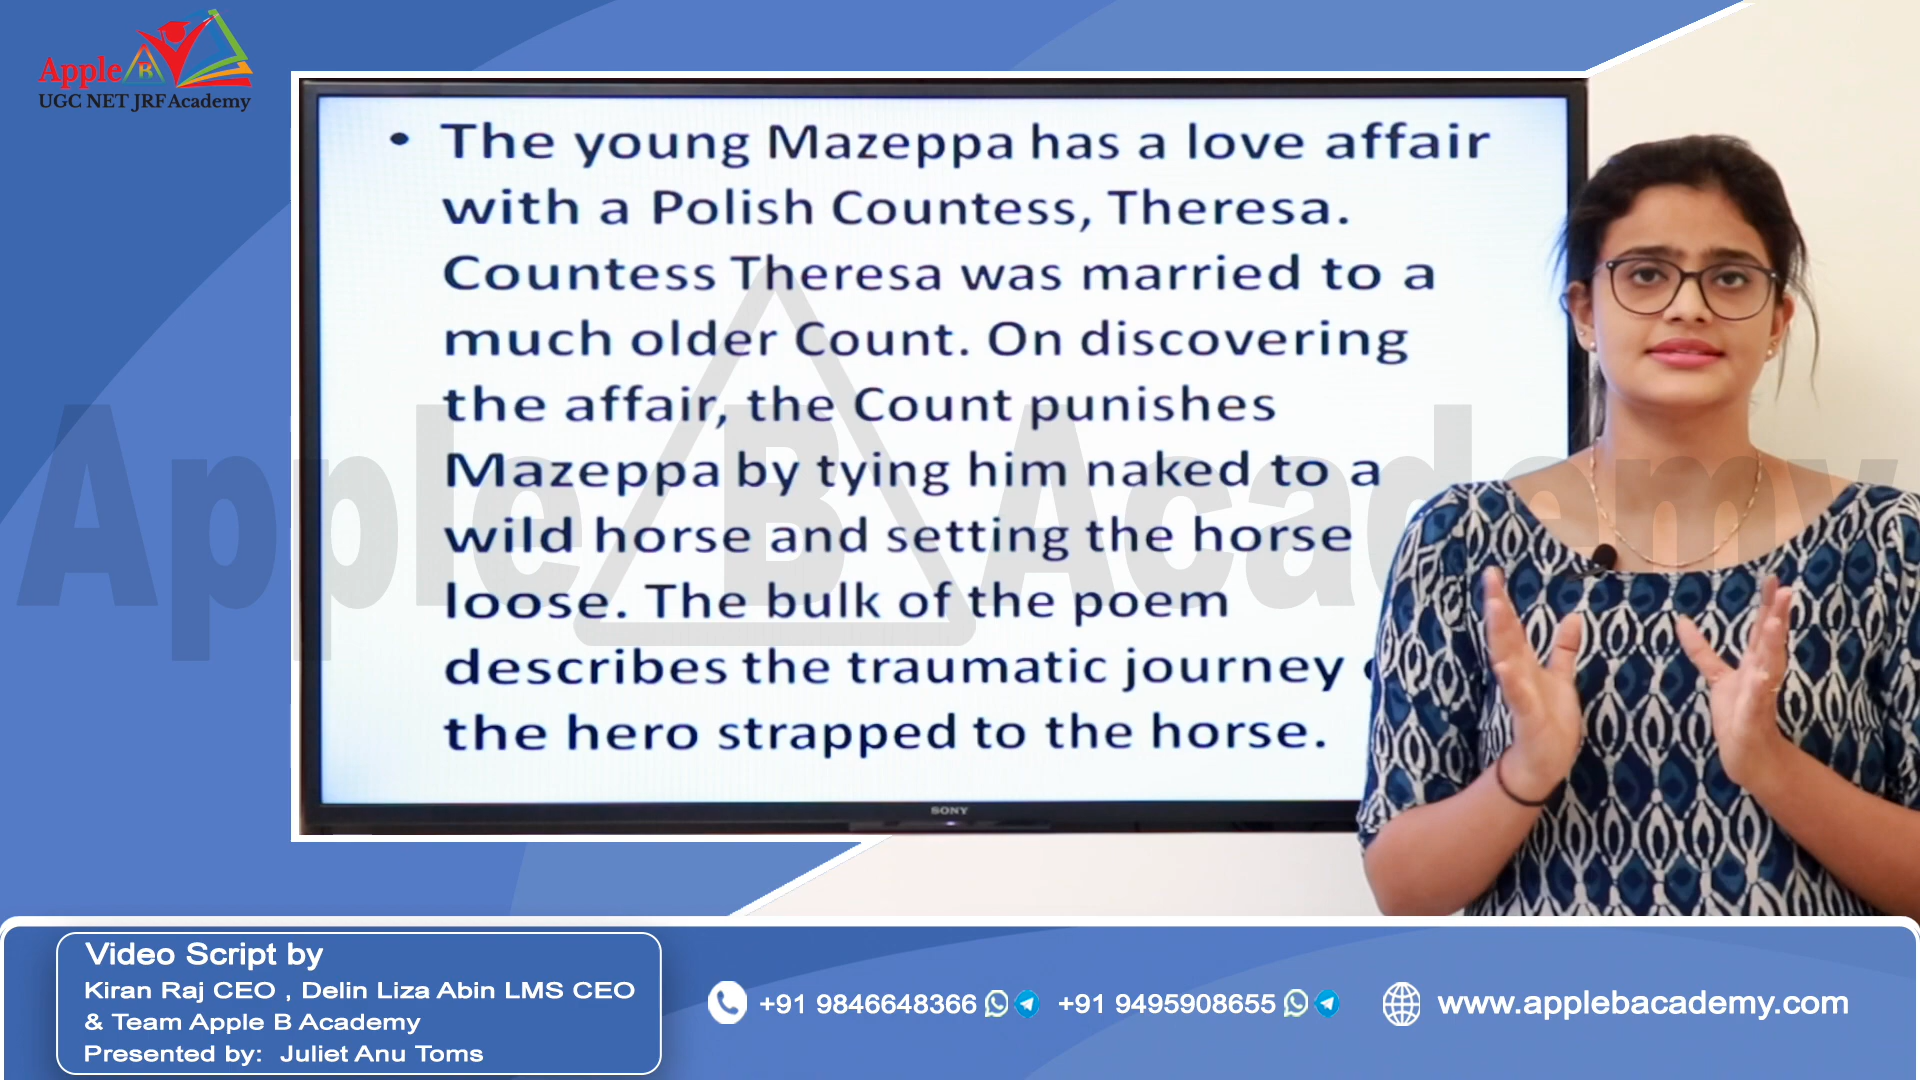 Apple B
UGC NET JRF Academy
• The young Mazeppa has a love affair
with a Polish Countess, Theresa.
Countess Theresa was married to a
much older Count. On discovering
the affair, the Count punishes
Mazeppa by tying him naked to a
wild horse and setting the horse
loose. The bulk of the poem
describes the traumatic journey
the hero strapped to the horse.
Apple B Academy
SONY
Video Script by
Kiran Raj CEO , Delin Liza Abin LMS CEO
& Team Apple B Academy
Presented by: Juliet Anu Toms
+91 9846648366
+91 9495908655
www.applebacademy.com